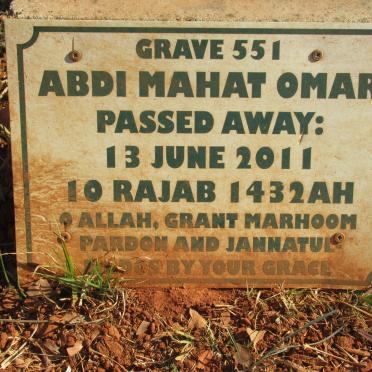 GRAVE 551
ABDI MAHAT OMAR
PASSED AWAY:
13 JUNE 2011
10 RAJAB 1432AH
O ALLAH, GRANT MARHOOM
PARDON AND JANNATUL
BY YOUR GRACE